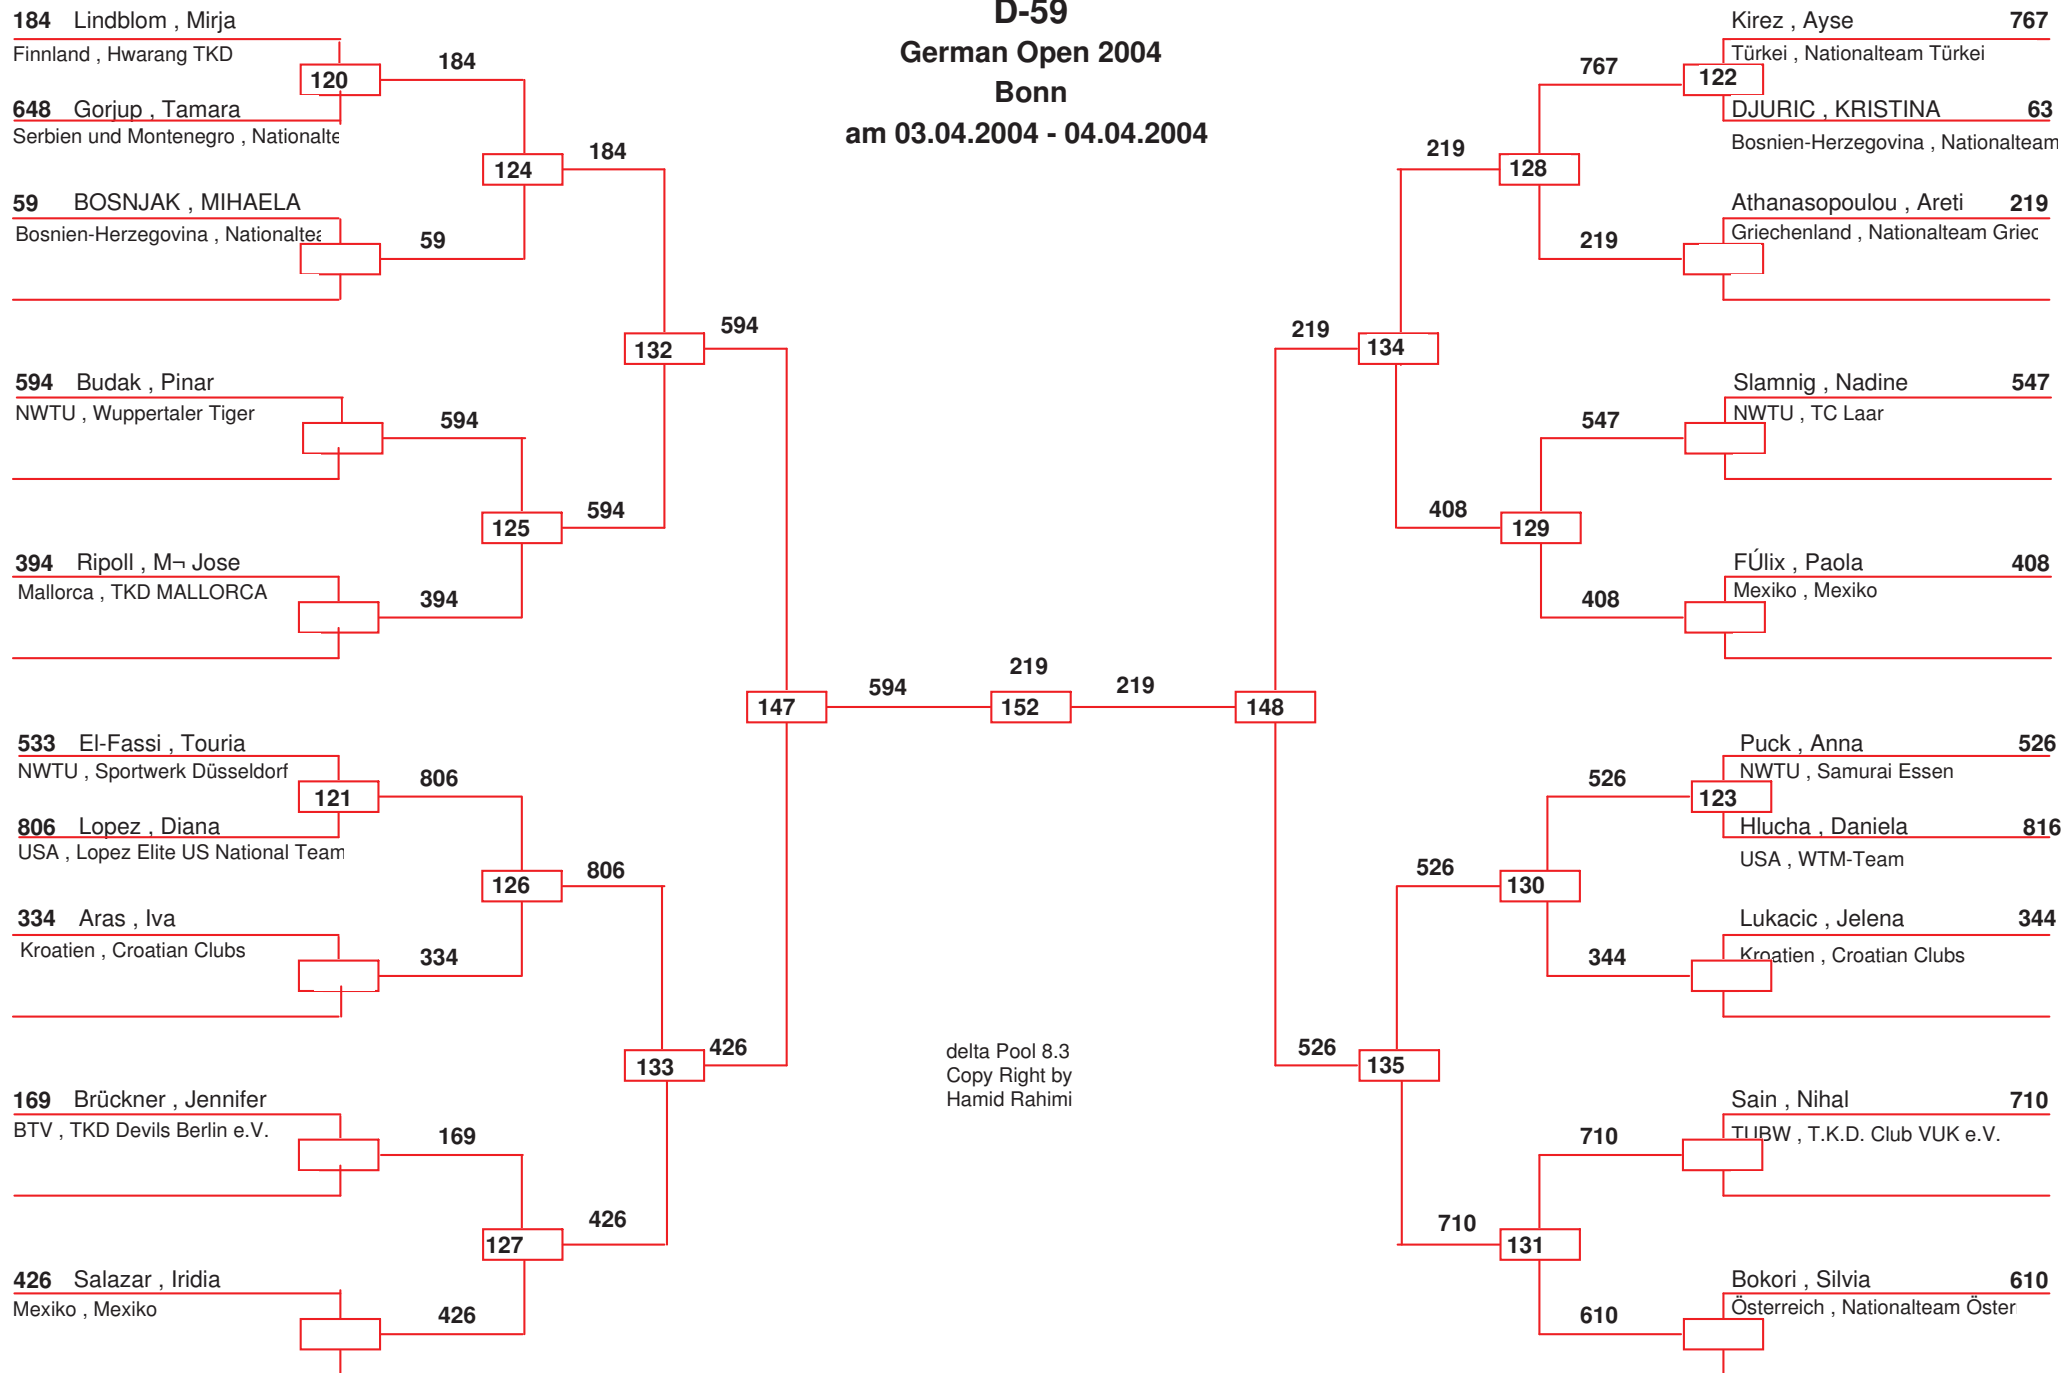 D-59
German Open 2004
Bonn
am 03.04.2004 - 04.04.2004
184 Lindblom , Mirja
Finnland , Hwarang TKD
120
184
648 Gorjup , Tamara
Serbien und Montenegro , Nationalte
124
184
59 BOSNJAK , MIHAELA
Bosnien-Herzegovina , Nationaltea
59
132
594
594 Budak , Pinar
NWTU , Wuppertaler Tiger
594
125
594
394 Ripoll , M¬ Jose
Mallorca , TKD MALLORCA
394
147
594
533 El-Fassi , Touria
NWTU , Sportwerk Düsseldorf
121
806
806 Lopez , Diana
USA , Lopez Elite US National Team
126
806
334 Aras , Iva
Kroatien , Croatian Clubs
334
133
426
169 Brückner , Jennifer
BTV , TKD Devils Berlin e.V.
169
127
426
426 Salazar , Iridia
Mexiko , Mexiko
426
219
152
219
148
delta Pool 8.3
Copy Right by
Hamid Rahimi
Kirez , Ayse 767
Türkei , Nationalteam Türkei
767
122
DJURIC , KRISTINA 63
Bosnien-Herzegovina , Nationalteam
219
128
Athanasopoulou , Areti 219
Griechenland , Nationalteam Griec
219
219
134
Slamnig , Nadine 547
NWTU , TC Laar
547
408
129
FÚlix , Paola 408
Mexiko , Mexiko
408
Puck , Anna 526
NWTU , Samurai Essen
526
123
Hlucha , Daniela 816
USA , WTM-Team
526
130
Lukacic , Jelena 344
Kroatien , Croatian Clubs
344
526
135
Sain , Nihal 710
TUBW , T.K.D. Club VUK e.V.
710
710
131
Bokori , Silvia 610
Österreich , Nationalteam Öster
610